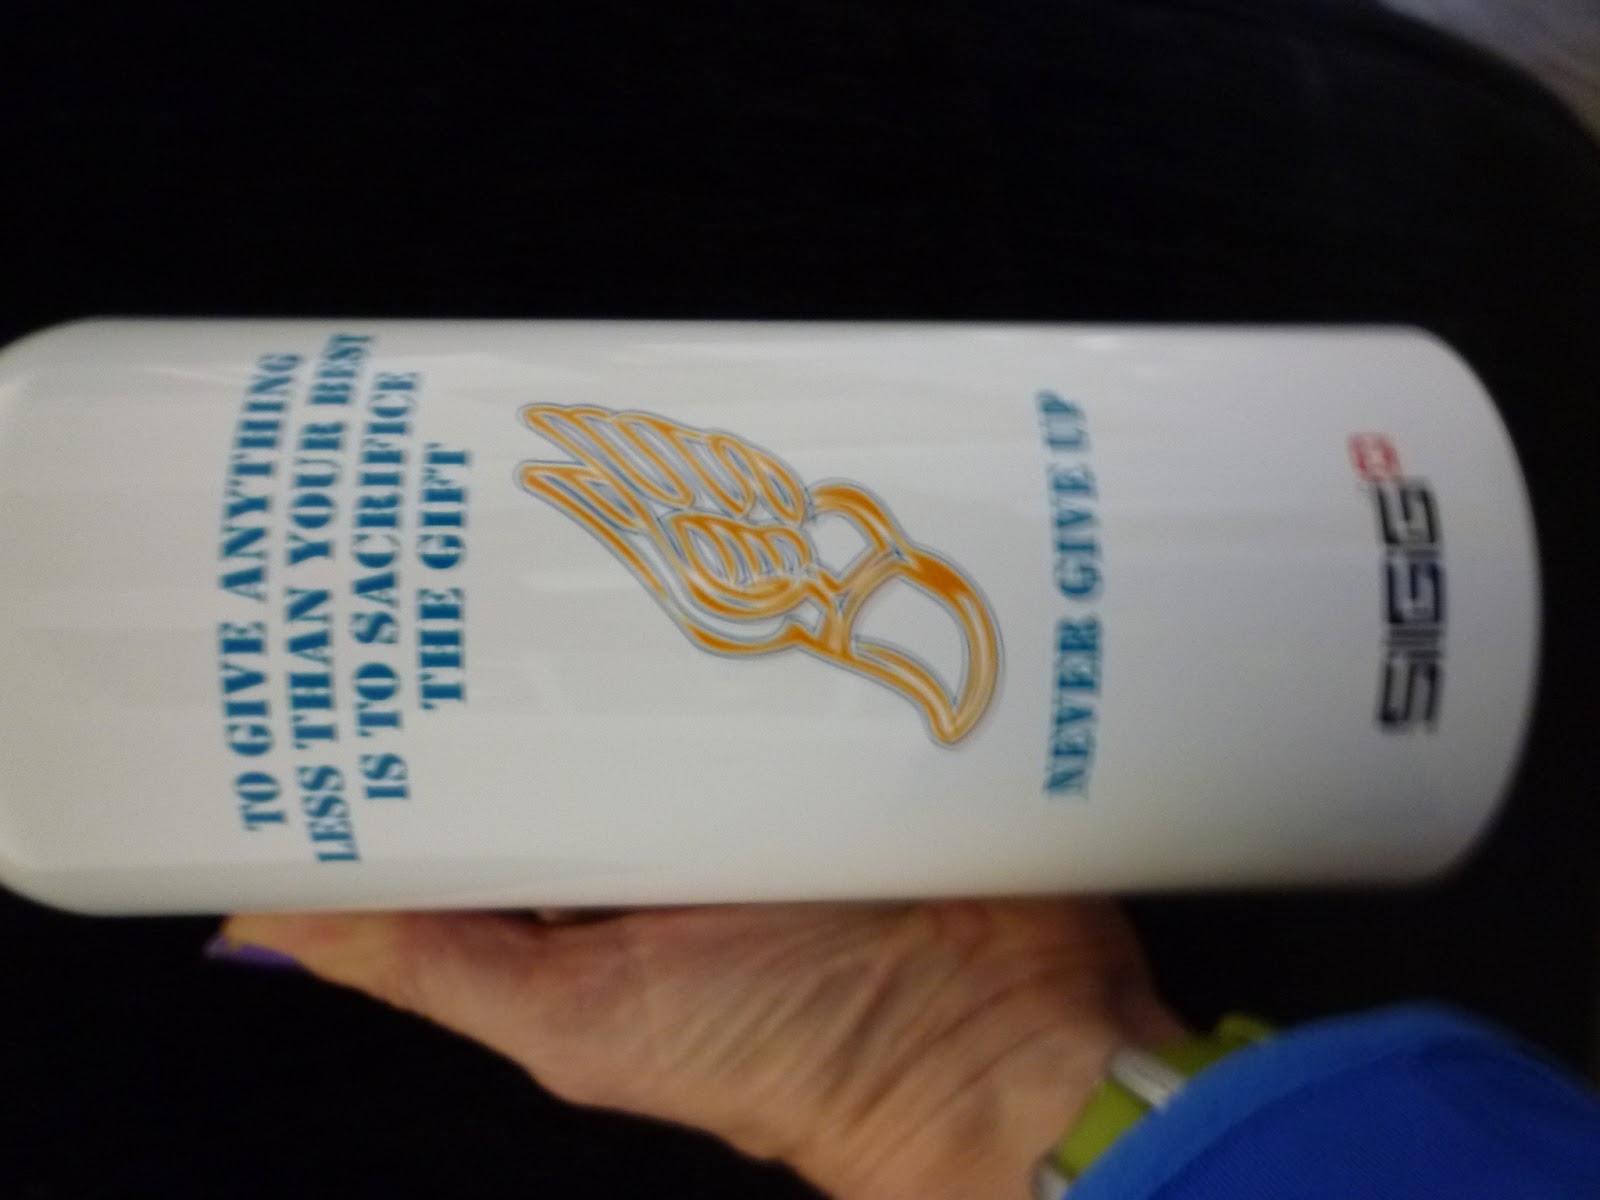 TO GIVE ANYTHING
LESS THAN YOUR BEST
IS TO SACRIFICE
THE GIFT
NEVER GIVE UP
SIGG